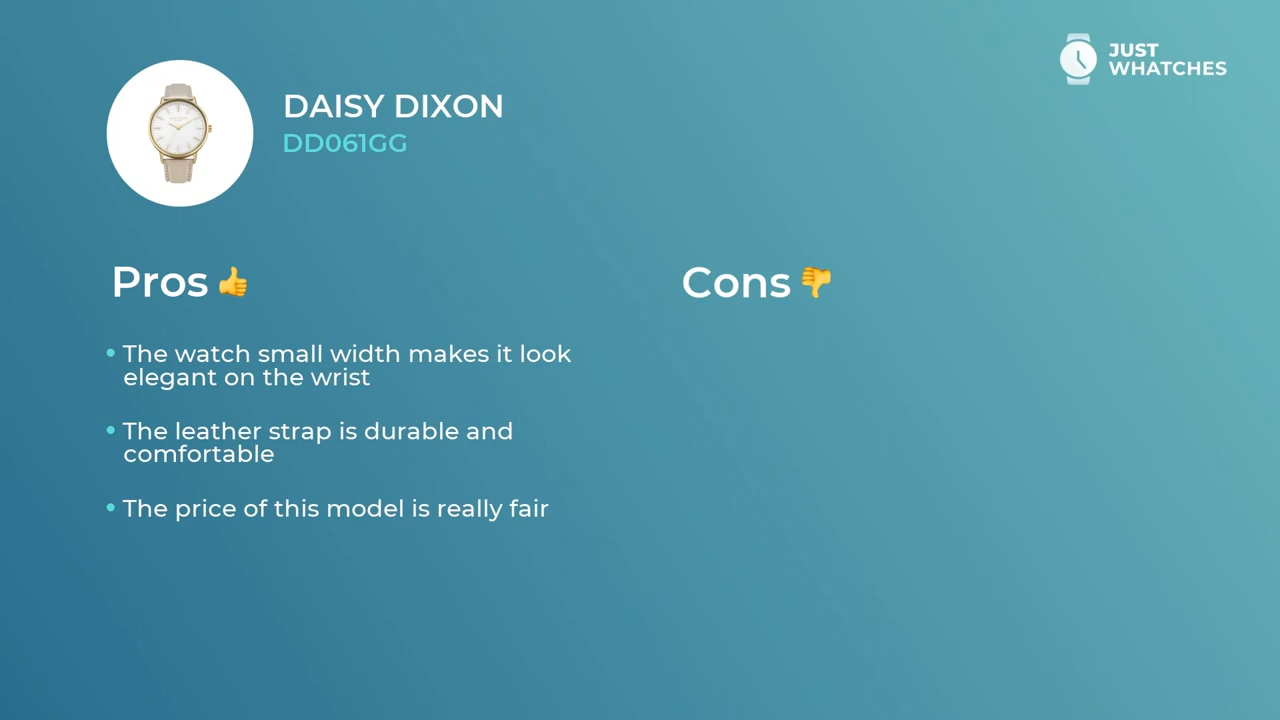 JUST
WHATCHES
DAISY DIXON
DD061GG
Pros 👍
• The watch small width makes it look
elegant on the wrist
• The leather strap is durable and
comfortable
• The price of this model is really fair
Cons 👎